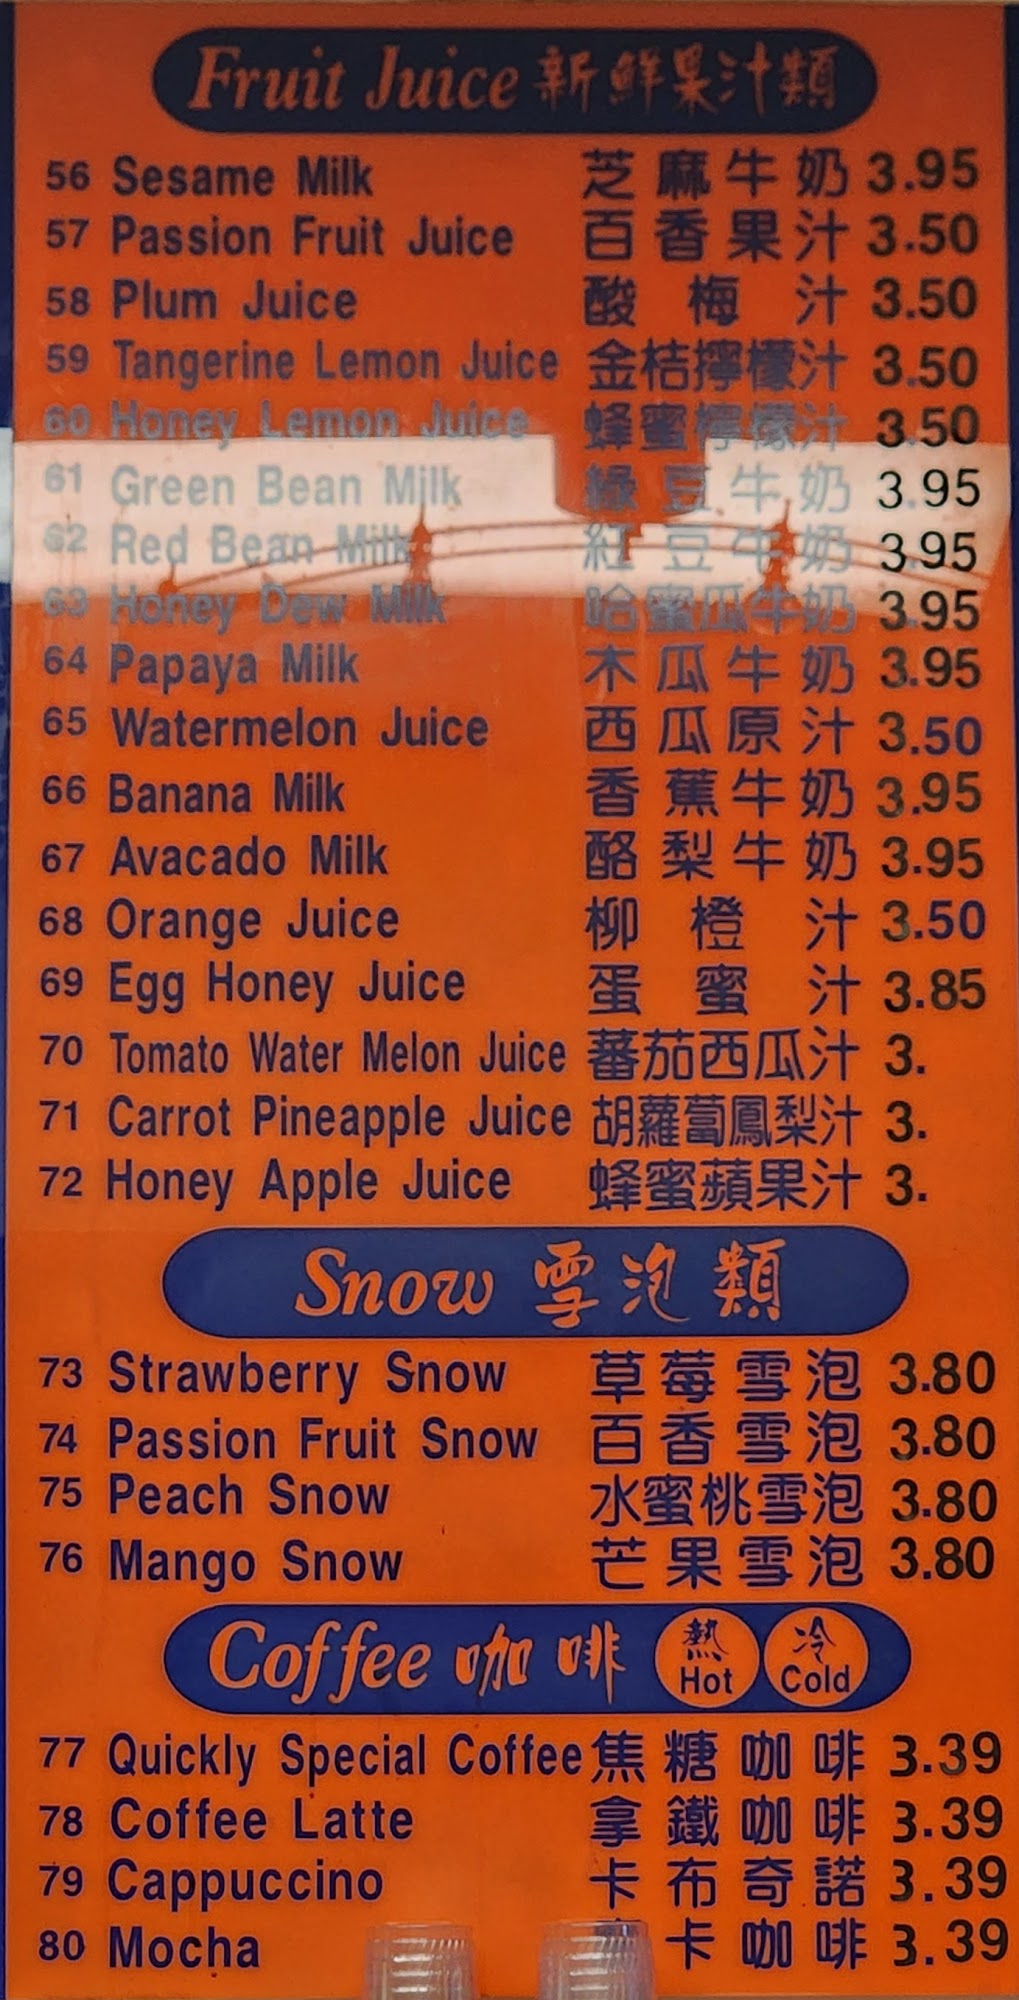 Fruit Juice 新鮮果汁類
56 Sesame Milk 芝麻牛奶 3.95
57 Passion Fruit Juice 百香果汁 3.50
58 Plum Juice 酸梅汁 3.50
59 Tangerine Lemon Juice 金桔檸檬汁 3.50
60 Honey Lemon Juice 蜂蜜檸檬汁 3.50
61 Green Bean Milk 綠豆牛奶 3.95
62 Red Bean Milk 紅豆牛奶 3.95
63 Honey Dew Milk 哈蜜瓜牛奶 3.95
64 Papaya Milk 木瓜牛奶 3.95
65 Watermelon Juice 西瓜原汁 3.50
66 Banana Milk 香蕉牛奶 3.95
67 Avacado Milk 酪梨牛奶 3.95
68 Orange Juice 柳橙汁 3.50
69 Egg Honey Juice 蛋蜜汁 3.85
70 Tomato Water Melon Juice 蕃茄西瓜汁 3.
71 Carrot Pineapple Juice 胡蘿蔔鳳梨汁 3.
72 Honey Apple Juice 蜂蜜蘋果汁 3.
Snow 雪泡類
73 Strawberry Snow 草莓雪泡 3.80
74 Passion Fruit Snow 百香雪泡 3.80
75 Peach Snow 水蜜桃雪泡 3.80
76 Mango Snow 芒果雪泡 3.80
Coffee 咖啡 熱 Hot 冷 Cold
77 Quickly Special Coffee 焦糖咖啡 3.39
78 Coffee Latte 拿鐵咖啡 3.39
79 Cappuccino 卡布奇諾 3.39
80 Mocha 卡咖啡 3.39